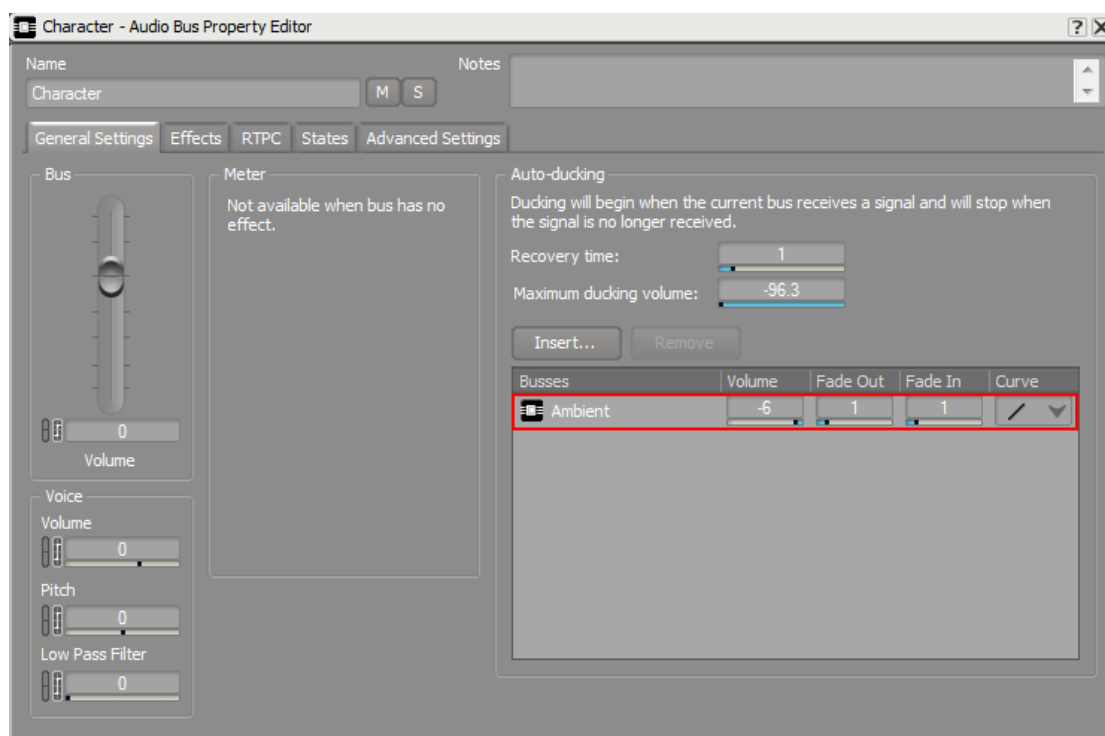 Character - Audio Bus Property Editor
Name
Notes
Character
M S
General Settings Effects RTPC States Advanced Settings
Bus
0
Volume
Voice
Volume
0
Pitch
0
Low Pass Filter
0
Meter
Not available when bus has no
effect.
Auto-ducking
Ducking will begin when the current bus receives a signal and will stop when
the signal is no longer received.
Recovery time: 1
Maximum ducking volume: -96.3
Insert... Remove
Busses Volume Fade Out Fade In Curve
Ambient -6 1 1